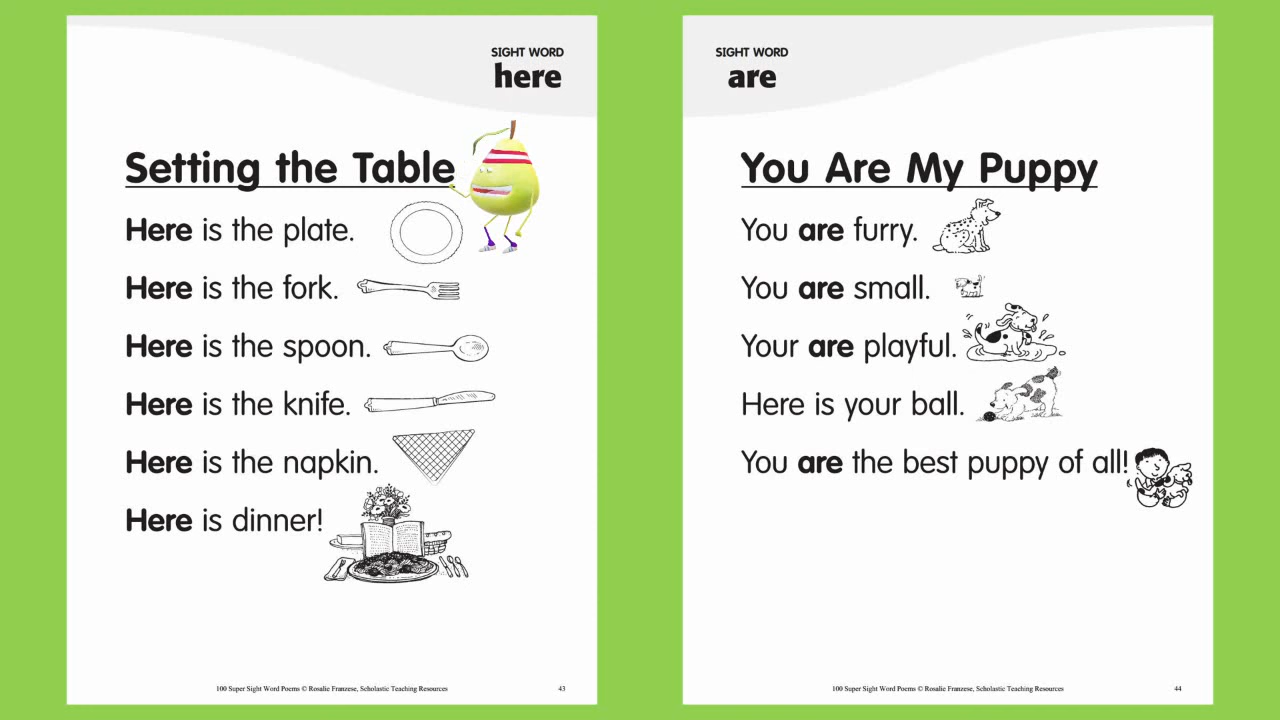 SIGHT WORD
here
Setting the Table
Here is the plate.
Here is the fork.
Here is the spoon.
Here is the knife.
Here is the napkin.
Here is dinner!
100 Super Sight Word Poems © Rosalie Franzese, Scholastic Teaching Resources
43
SIGHT WORD
are
You Are My Puppy
You are furry.
You are small.
Your are playful.
Here is your ball.
You are the best puppy of all!
100 Super Sight Word Poems © Rosalie Franzese, Scholastic Teaching Resources
44